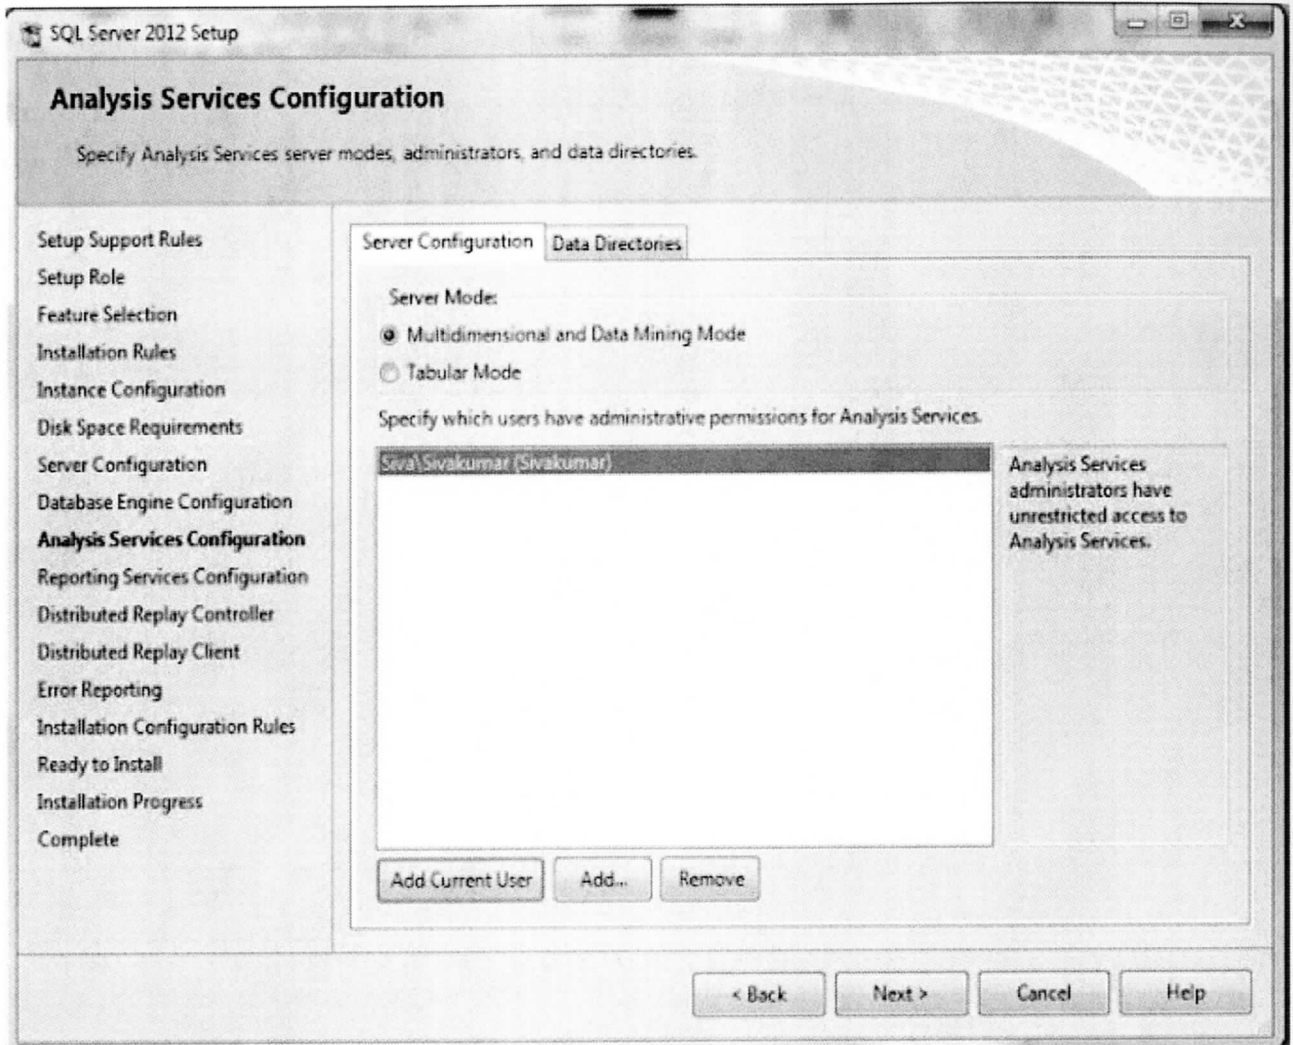 SQL Server 2012 Setup
Analysis Services Configuration
Specify Analysis Services server modes, administrators, and data directories.
Setup Support Rules
Setup Role
Feature Selection
Installation Rules
Instance Configuration
Disk Space Requirements
Server Configuration
Database Engine Configuration
Analysis Services Configuration
Reporting Services Configuration
Distributed Replay Controller
Distributed Replay Client
Error Reporting
Installation Configuration Rules
Ready to Install
Installation Progress
Complete
Server Configuration Data Directories
Server Mode:
Multidimensional and Data Mining Mode
Tabular Mode
Specify which users have administrative permissions for Analysis Services.
Siva\Sivakumar (Sivakumar)
Analysis Services
administrators have
unrestricted access to
Analysis Services.
Add Current User Add... Remove
< Back Next > Cancel Help